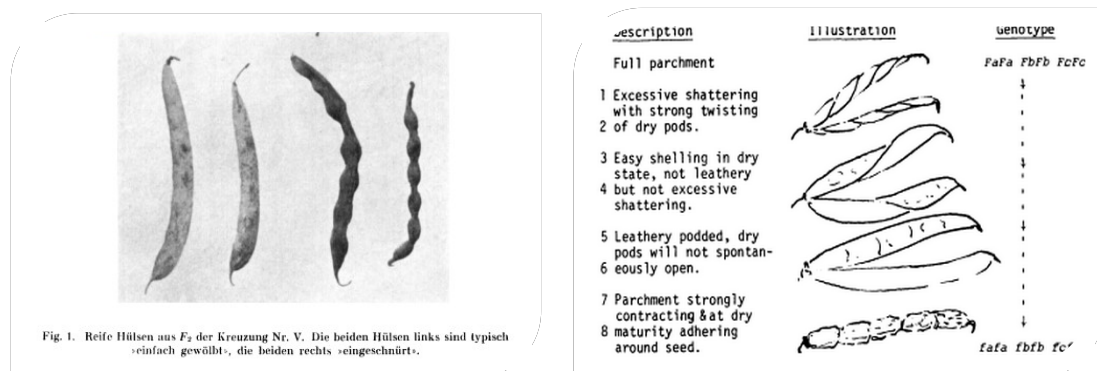 Fig. 1. Reife Hülsen aus F₂ der Kreuzung Nr. V. Die beiden Hülsen links sind typisch
»einfach gewölbt», die beiden rechts »eingeschnürt».
Description Illustration Genotype
Full parchment FaFa FbFb FcFc
1 Excessive shattering
with strong twisting
2 of dry pods.
3 Easy shelling in dry
state, not leathery
4 but not excessive
shattering.
5 Leathery podded, dry
pods will not spontan-
6 eously open.
7 Parchment strongly
contracting & at dry
8 maturity adhering
around seed. fafa fbfb fc